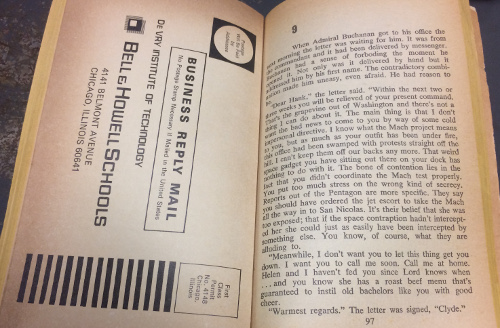 Postage
Will Be Paid
by
Addressee
BUSINESS REPLY MAIL
No Postage Stamp Necessary if Mailed in the United States
DE VRY INSTITUTE OF TECHNOLOGY
BELL & HOWELL SCHOOLS
4141 BELMONT AVENUE
CHICAGO, ILLINOIS 60641
First
Class
Permit
No. 4148
Chicago,
Illinois
9
When Admiral Buchanan got to his office the
next morning the letter was waiting for him. It was from
and it had been delivered by messenger.
had a sense of forboding the moment he
it. Not only was it delivered by hand but it
him by his first name. The contradictory combi-
made him uneasy, even afraid. He had reason to
"Dear Hank," the letter said. "Within the next two or
weeks you will be relieved of your present command.
the grapevine out of Washington and there's not a
thing I can do about it. The main thing is that I don't
want the bad news to come to you by way of some cold
impersonal directive. I know what the Mach project means
to you, but as much as your outfit has been under fire,
this office had been swamped with protests straight off the
I can't keep them off our backs any more. That weird
space gadget you have sitting out there on your dock has
nothing to do with it. The bone of contention lies in the
fact that you didn't coordinate the Mach test properly.
You put too much stress on the wrong kind of secrecy.
Reports out of the Pentagon are more specific. They say
you should have ordered the jet escort to take the Mach
all the way in to San Nicolas. It's their belief that she was
too exposed; that if the space contraption hadn't intercept-
ed her she could just as easily have been intercepted by
something else. You know, of course, what they are
alluding to.
"Meanwhile, I don't want you to let this thing get you
down. I want you to call me soon. Call me at home.
Helen and I haven't fed you since Lord knows when
. . . and you know she has a roast beef menu that's
guaranteed to instil old bachelors like you with good
cheer.
"Warmest regards." The letter was signed, "Clyde."
97